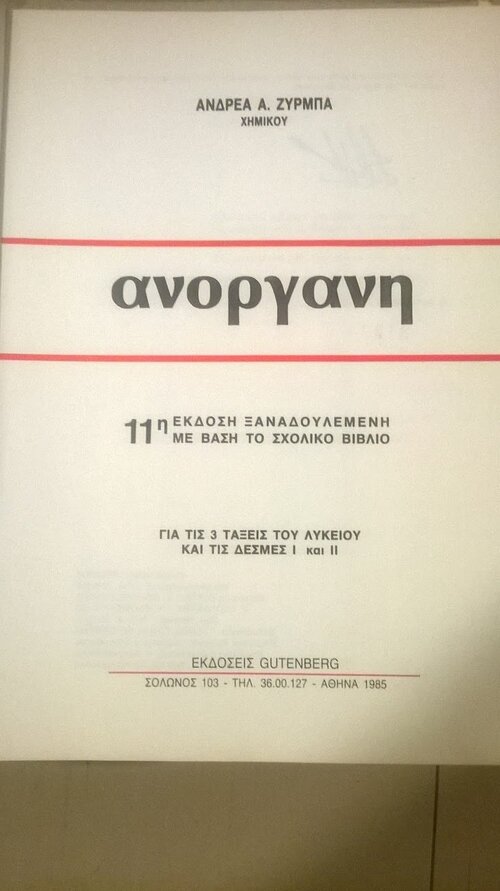 ΑΝΔΡΕΑ Α. ΖΥΡΜΠΑ
ΧΗΜΙΚΟΥ
ανοργανη
11η ΕΚΔΟΣΗ ΞΑΝΑΔΟΥΛΕΜΕΝΗ
ΜΕ ΒΑΣΗ ΤΟ ΣΧΟΛΙΚΟ ΒΙΒΛΙΟ
ΓΙΑ ΤΙΣ 3 ΤΑΞΕΙΣ ΤΟΥ ΛΥΚΕΙΟΥ
ΚΑΙ ΤΙΣ ΔΕΣΜΕΣ Ι και ΙΙ
ΕΚΔΟΣΕΙΣ GUTENBERG
ΣΟΛΩΝΟΣ 103 - ΤΗΛ. 36.00.127 - ΑΘΗΝΑ 1985